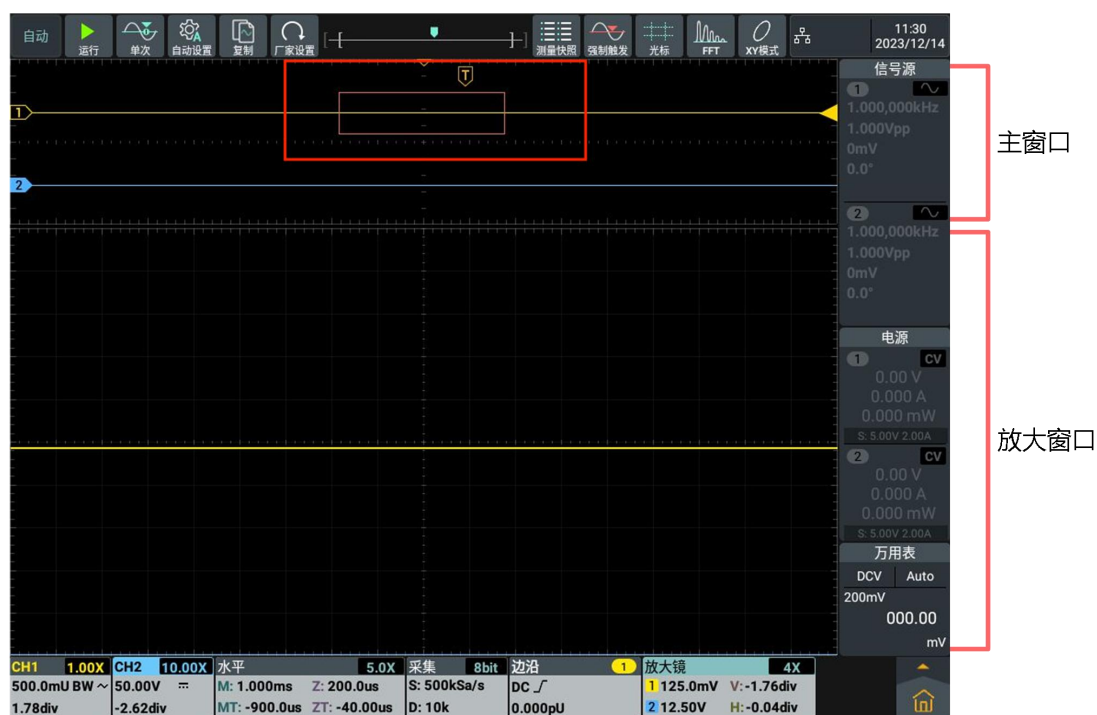 自动 运行 单次 自动设置 复制 厂家设置 测量快照 强制触发 光标 FFT XY模式 11:30
2023/12/14
T
1
2
信号源
1
1.000,000kHz
1.000Vpp
0mV
0.0°
2
1.000,000kHz
1.000Vpp
0mV
0.0°
电源
1 CV
0.00 V
0.000 A
0.000 mW
S: 5.00V 2.00A
2 CV
0.00 V
0.000 A
0.000 mW
S: 5.00V 2.00A
万用表
DCV Auto
200mV
000.00
mV
主窗口
放大窗口
CH1 1.00X CH2 10.00X 水平 5.0X 采集 8bit 边沿 1 放大镜 4X
500.0mU BW 50.00V M: 1.000ms Z: 200.0us S: 500kSa/s DC 1 125.0mV V:-1.76div
1.78div -2.62div MT: -900.0us ZT: -40.00us D: 10k 0.000pU 2 12.50V H:-0.04div